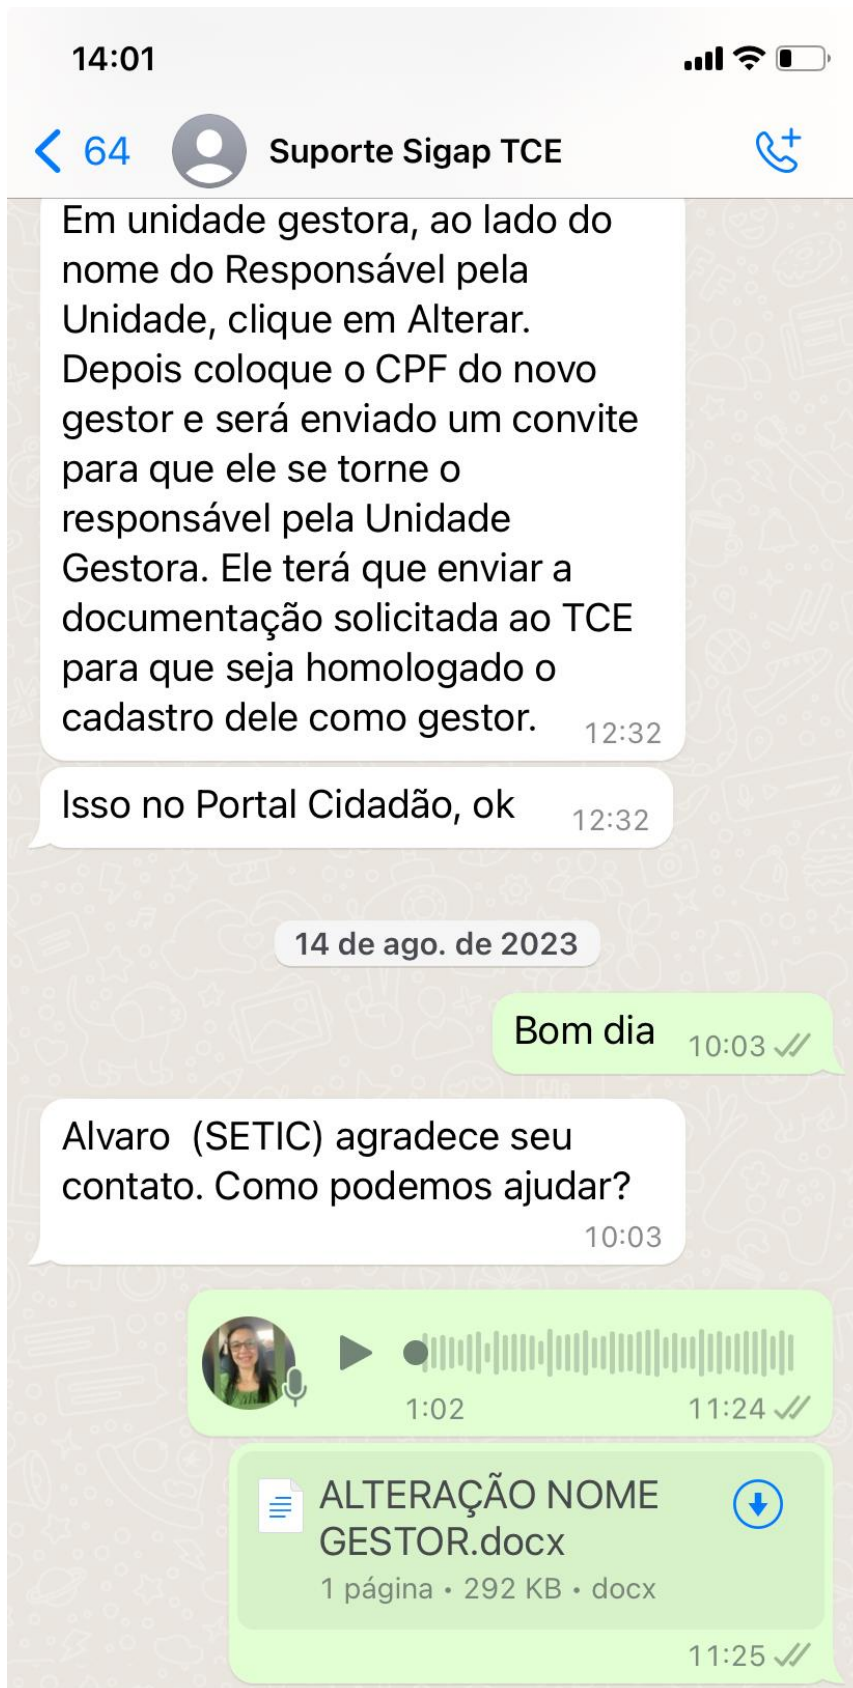 14:01
64 Suporte Sigap TCE
Em unidade gestora, ao lado do
nome do Responsável pela
Unidade, clique em Alterar.
Depois coloque o CPF do novo
gestor e será enviado um convite
para que ele se torne o
responsável pela Unidade
Gestora. Ele terá que enviar a
documentação solicitada ao TCE
para que seja homologado o
cadastro dele como gestor. 12:32
Isso no Portal Cidadão, ok 12:32
14 de ago. de 2023
Bom dia 10:03
Alvaro  (SETIC) agradece seu
contato. Como podemos ajudar?
10:03
1:02 11:24
ALTERAÇÃO NOME
GESTOR.docx
1 página • 292 KB • docx
11:25